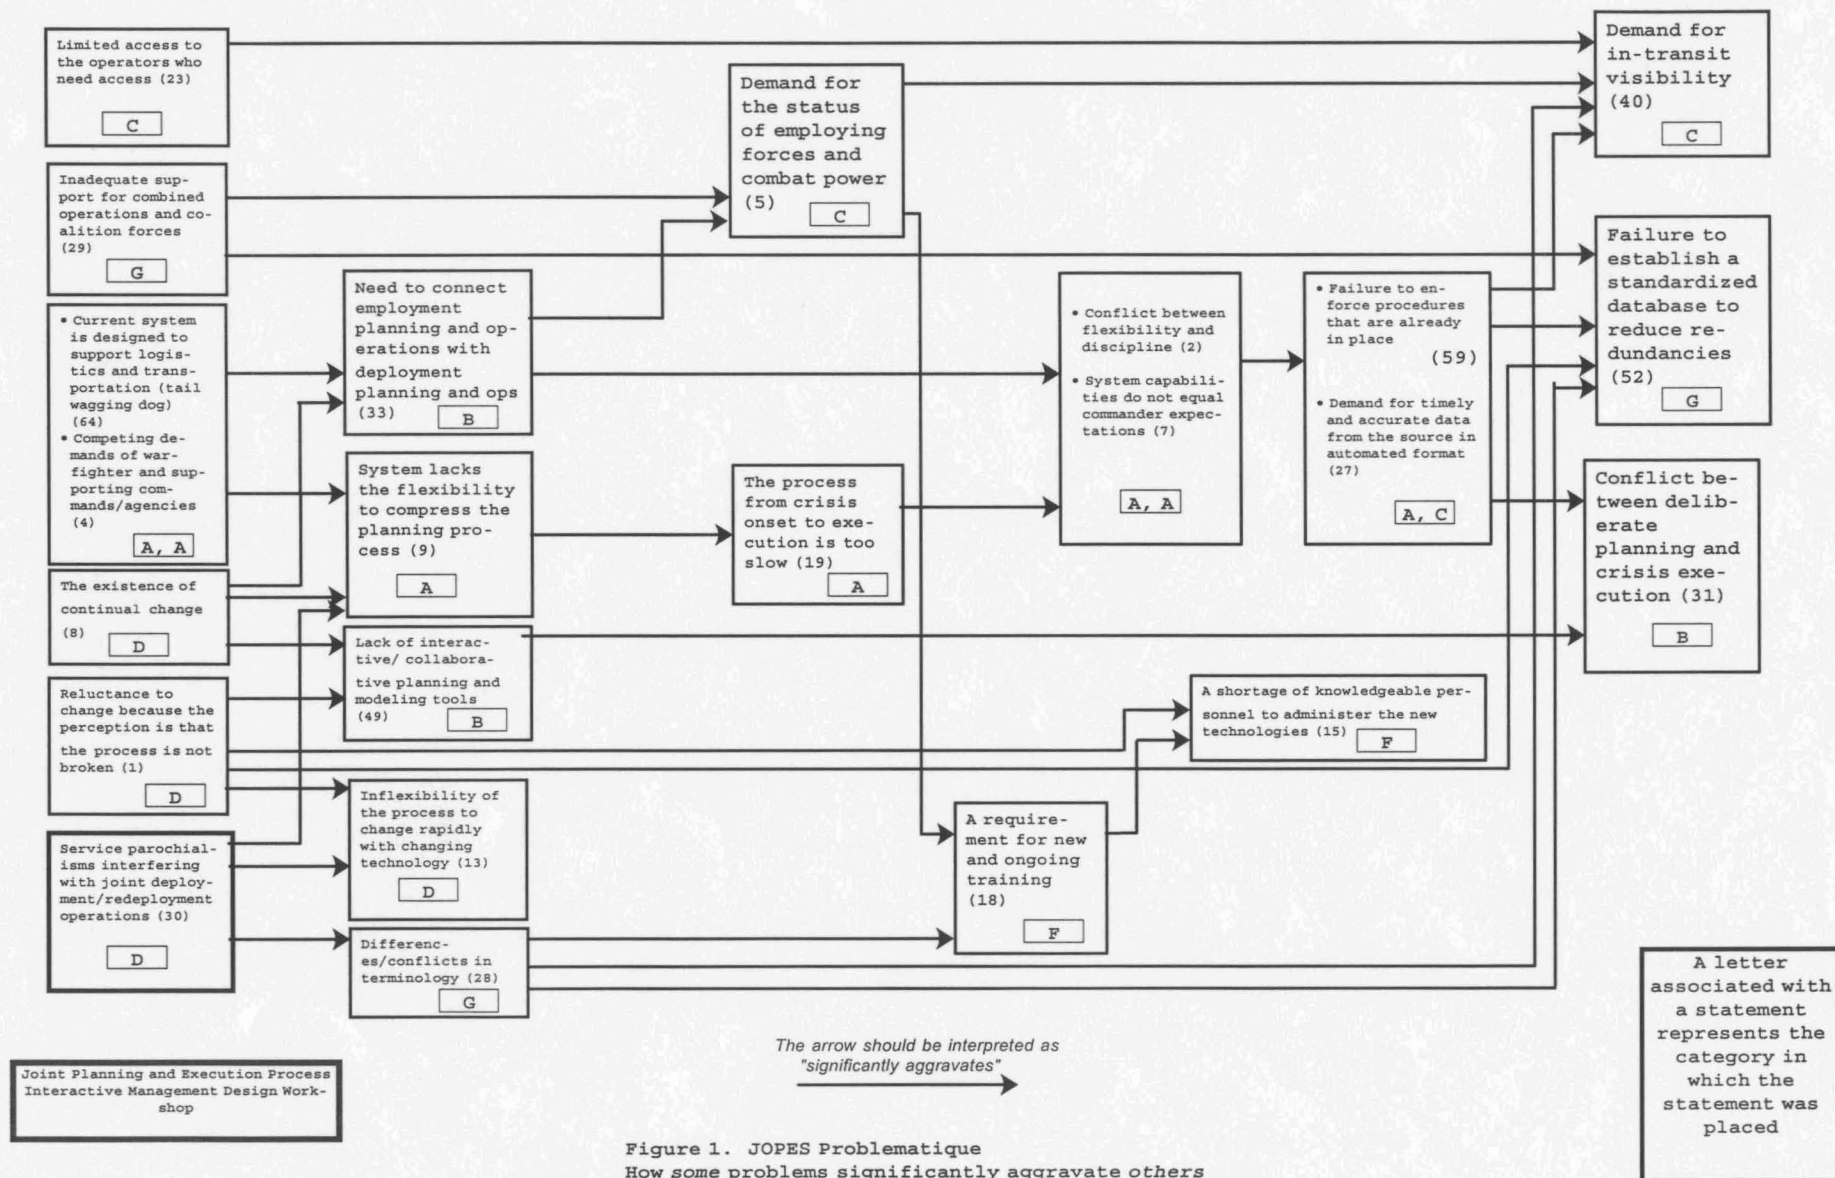 Limited access to
the operators who
need access (23)
C
Inadequate sup-
port for combined
operations and co-
alition forces
(29)
G
• Current system
is designed to
support logis-
tics and trans-
portation (tail
wagging dog)
(64)
• Competing de-
mands of war-
fighter and sup-
porting com-
mands/agencies
(4)
A, A
The existence of
continual change
(8)
D
Reluctance to
change because the
perception is that
the process is not
broken (1)
D
Service parochial-
isms interfering
with joint deploy-
ment/redeployment
operations (30)
D
Need to connect
employment
planning and op-
erations with
deployment
planning and ops
(33)
B
System lacks
the flexibility
to compress the
planning pro-
cess (9)
A
Lack of interac-
tive/ collabora-
tive planning and
modeling tools
(49)
B
Inflexibility of
the process to
change rapidly
with changing
technology (13)
D
Differenc-
es/conflicts in
terminology (28)
G
Demand for
the status
of employing
forces and
combat power
(5)
C
The process
from crisis
onset to exe-
cution is too
slow (19)
A
A require-
ment for new
and ongoing
training
(18)
F
• Conflict between
flexibility and
discipline (2)
• System capabili-
ties do not equal
commander expec-
tations (7)
A, A
A shortage of knowledgeable per-
sonnel to administer the new
technologies (15)
F
• Failure to en-
force procedures
that are already
in place
(59)
• Demand for timely
and accurate data
from the source in
automated format
(27)
A, C
Demand for
in-transit
visibility
(40)
C
Failure to
establish a
standardized
database to
reduce re-
dundancies
(52)
G
Conflict be-
tween delib-
erate
planning and
crisis exe-
cution (31)
B
Joint Planning and Execution Process
Interactive Management Design Work-
shop
The arrow should be interpreted as
"significantly aggravates"
A letter
associated with
a statement
represents the
category in
which the
statement was
placed
Figure 1. JOPES Problematique
How some problems significantly aggravate others